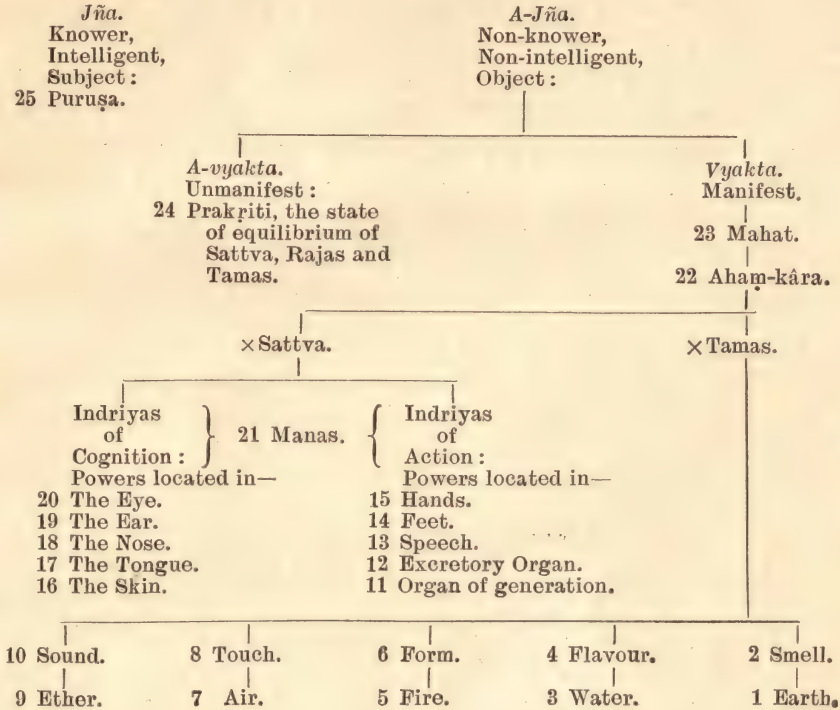 Jña.
Knower,
Intelligent,
Subject :
25 Puruṣa.
A-Jña.
Non-knower,
Non-intelligent,
Object :
A-vyakta.
Unmanifest :
24 Prakṛiti, the state
of equilibrium of
Sattva, Rajas and
Tamas.
Vyakta.
Manifest.
23 Mahat.
22 Ahaṃ-kâra.
× Sattva.
× Tamas.
Indriyas
of
Cognition :
21 Manas.
Indriyas
of
Action :
Powers located in—
20 The Eye.
19 The Ear.
18 The Nose.
17 The Tongue.
16 The Skin.
Powers located in—
15 Hands.
14 Feet.
13 Speech.
12 Excretory Organ.
11 Organ of generation.
10 Sound. 8 Touch. 6 Form. 4 Flavour. 2 Smell.
9 Ether. 7 Air. 5 Fire. 3 Water. 1 Earth.